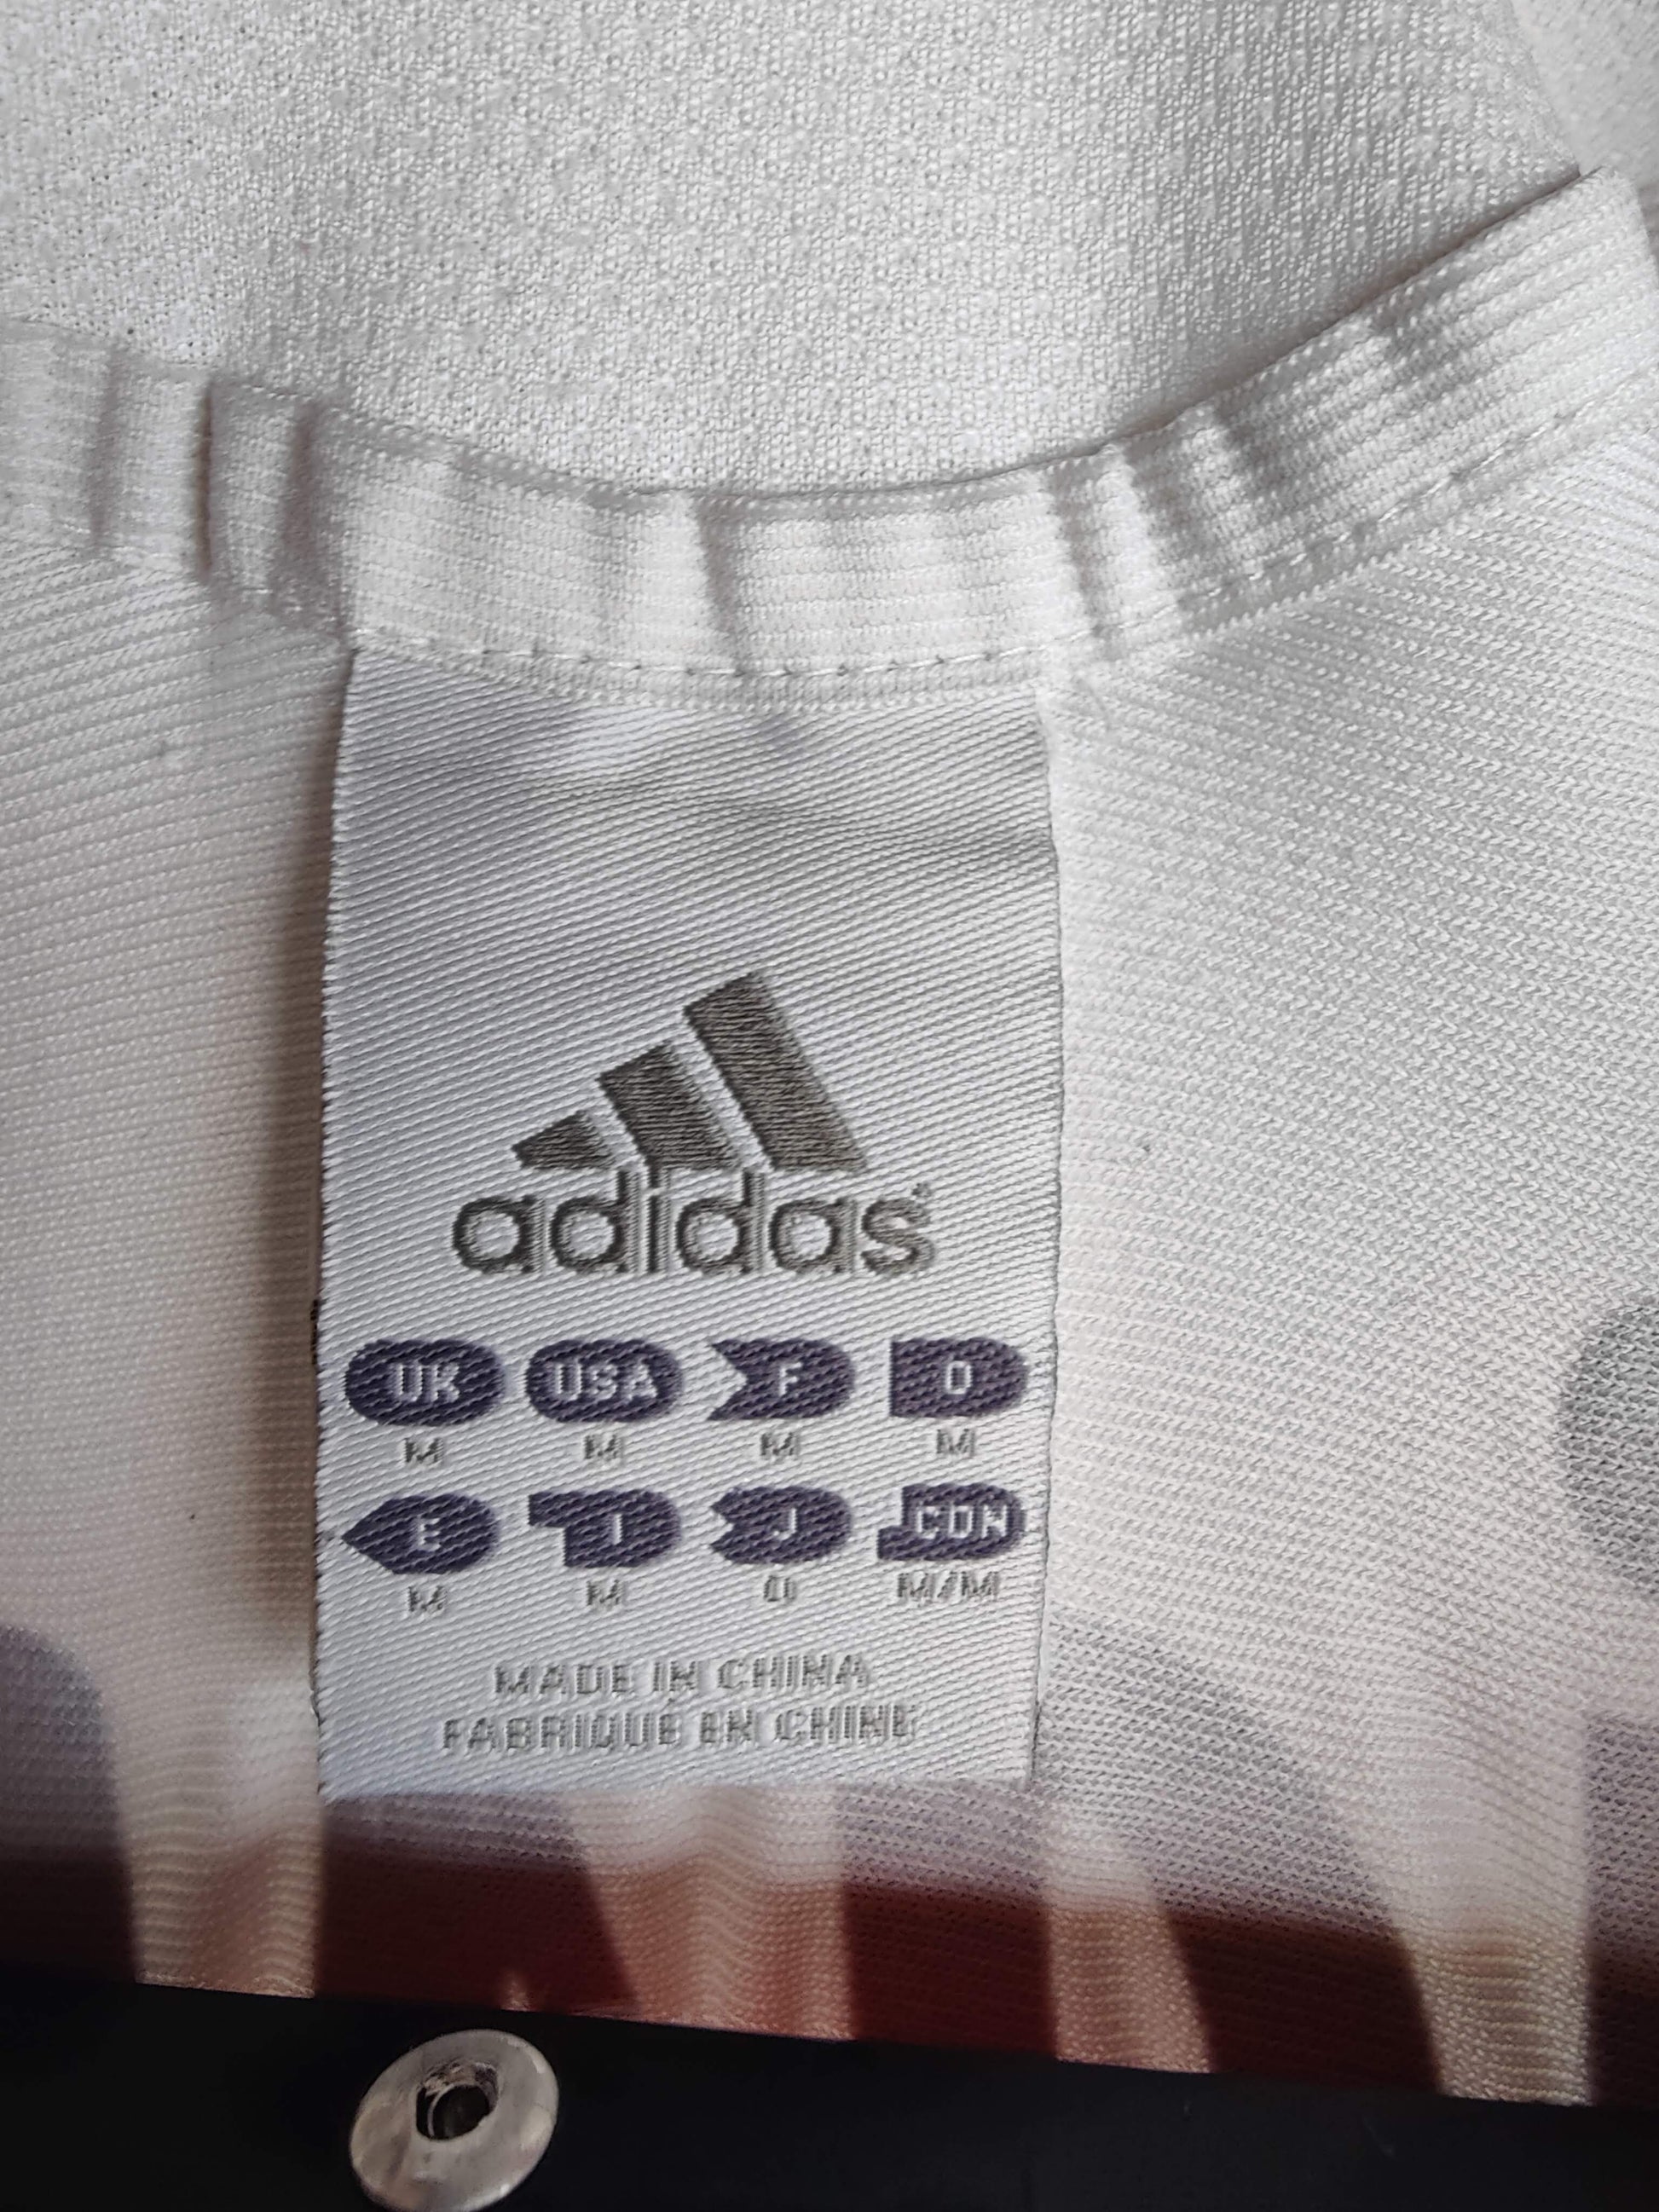 adidas
UK USA F D
M M M M
E I J CDN
M M O M/M
MADE IN CHINA
FABRIQUÉ EN CHINE